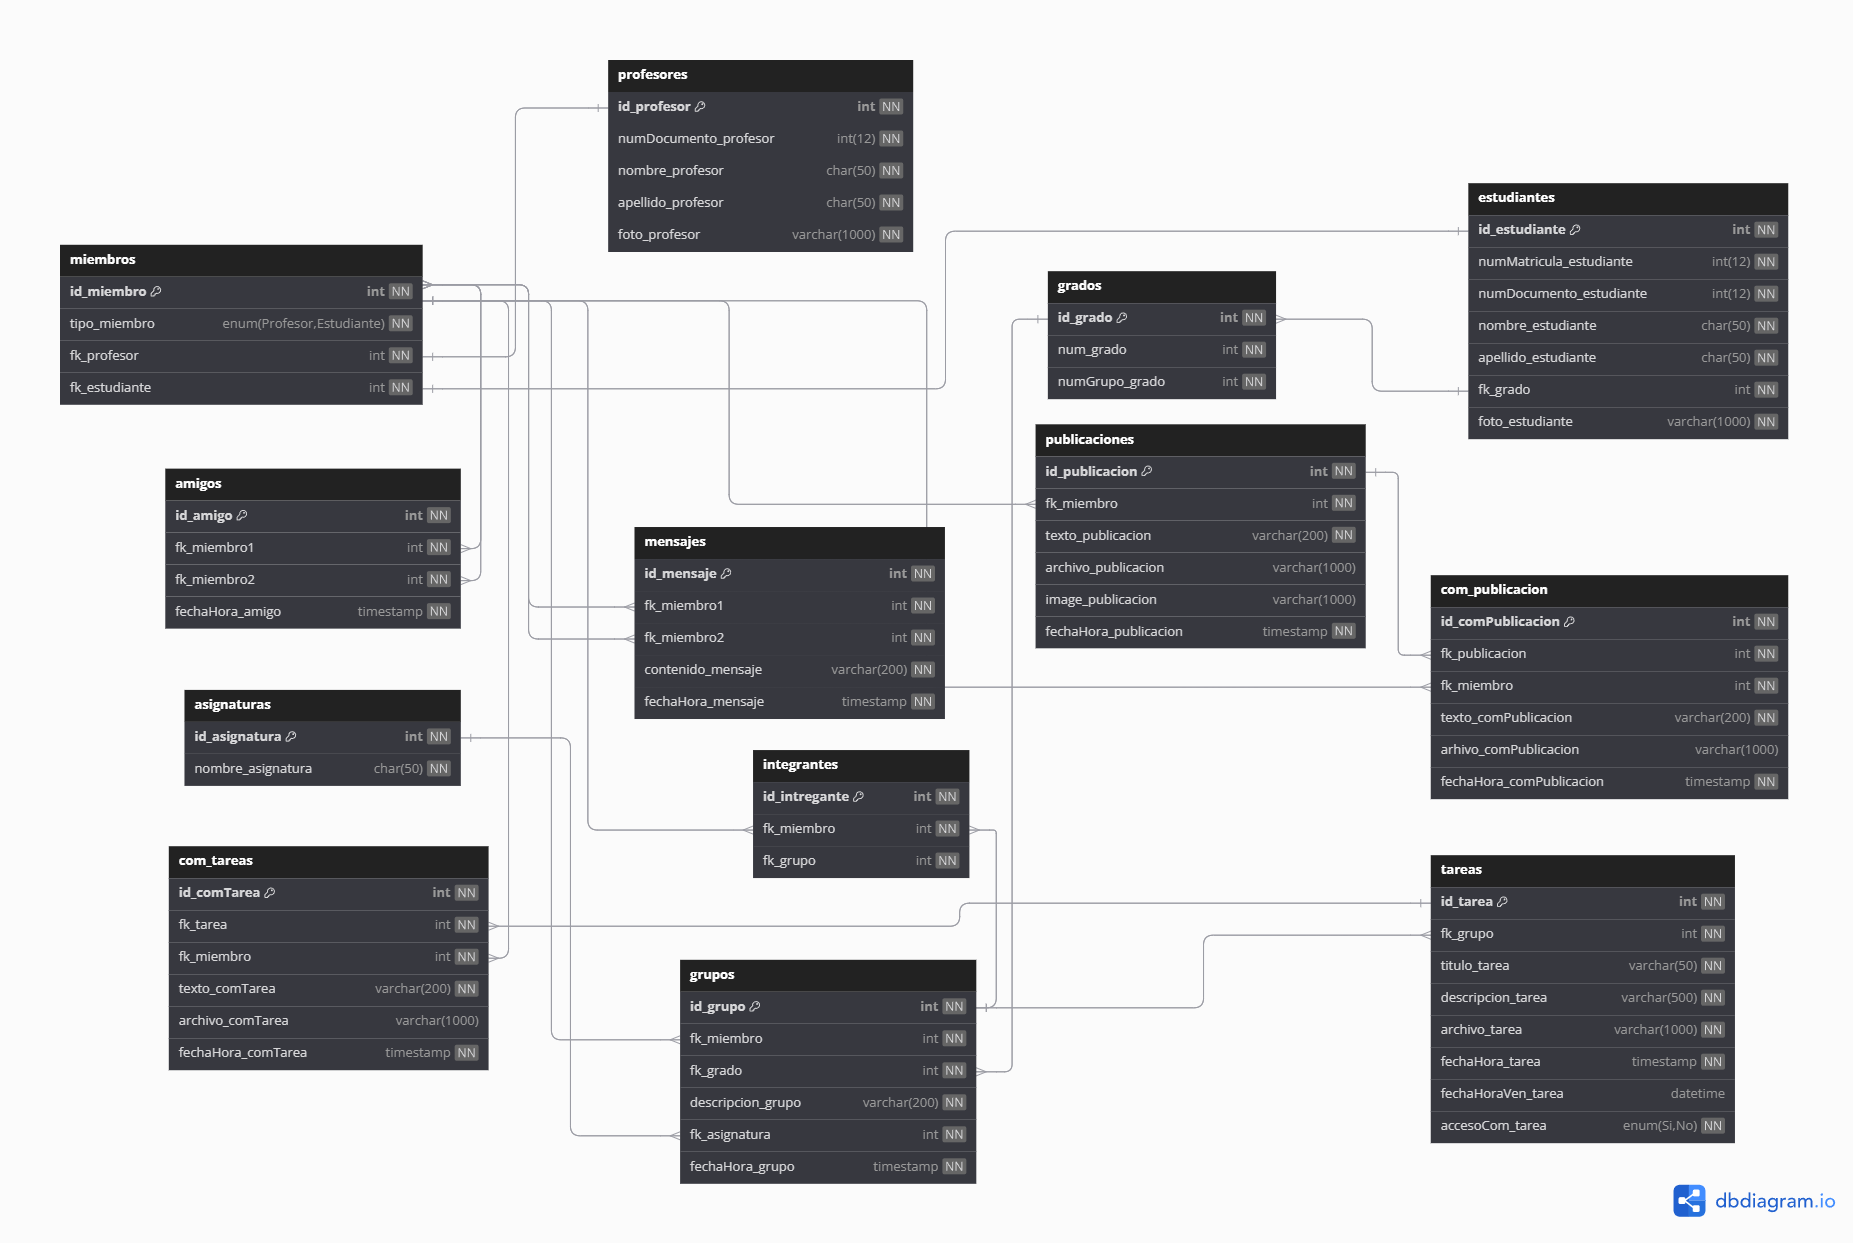 profesores
id_profesor int NN
numDocumento_profesor int(12) NN
nombre_profesor char(50) NN
apellido_profesor char(50) NN
foto_profesor varchar(1000) NN
estudiantes
id_estudiante int NN
numMatricula_estudiante int(12) NN
numDocumento_estudiante int(12) NN
nombre_estudiante char(50) NN
apellido_estudiante char(50) NN
fk_grado int NN
foto_estudiante varchar(1000) NN
miembros
id_miembro int NN
tipo_miembro enum(Profesor,Estudiante) NN
fk_profesor int NN
fk_estudiante int NN
grados
id_grado int NN
num_grado int NN
numGrupo_grado int NN
publicaciones
id_publicacion int NN
fk_miembro int NN
texto_publicacion varchar(200) NN
archivo_publicacion varchar(1000)
image_publicacion varchar(1000)
fechaHora_publicacion timestamp NN
amigos
id_amigo int NN
fk_miembro1 int NN
fk_miembro2 int NN
fechaHora_amigo timestamp NN
mensajes
id_mensaje int NN
fk_miembro1 int NN
fk_miembro2 int NN
contenido_mensaje varchar(200) NN
fechaHora_mensaje timestamp NN
com_publicacion
id_comPublicacion int NN
fk_publicacion int NN
fk_miembro int NN
texto_comPublicacion varchar(200) NN
arhivo_comPublicacion varchar(1000)
fechaHora_comPublicacion timestamp NN
asignaturas
id_asignatura int NN
nombre_asignatura char(50) NN
integrantes
id_intregante int NN
fk_miembro int NN
fk_grupo int NN
com_tareas
id_comTarea int NN
fk_tarea int NN
fk_miembro int NN
texto_comTarea varchar(200) NN
archivo_comTarea varchar(1000)
fechaHora_comTarea timestamp NN
tareas
id_tarea int NN
fk_grupo int NN
titulo_tarea varchar(50) NN
descripcion_tarea varchar(500) NN
archivo_tarea varchar(1000) NN
fechaHora_tarea timestamp NN
fechaHoraVen_tarea datetime
accesoCom_tarea enum(Si,No) NN
grupos
id_grupo int NN
fk_miembro int NN
fk_grado int NN
descripcion_grupo varchar(200) NN
fk_asignatura int NN
fechaHora_grupo timestamp NN
dbdiagram.io